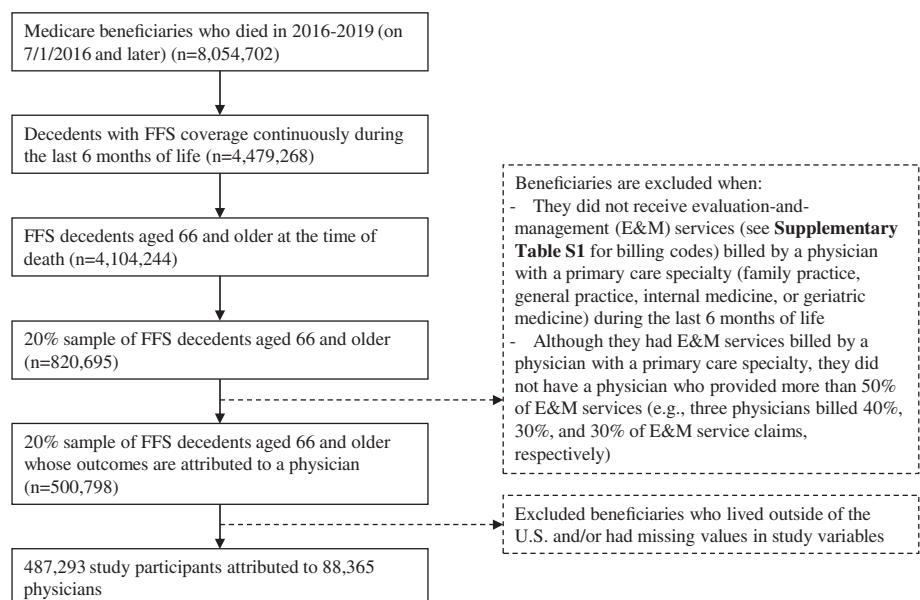 Medicare beneficiaries who died in 2016-2019 (on
7/1/2016 and later) (n=8,054,702)
Decedents with FFS coverage continuously during
the last 6 months of life (n=4,479,268)
FFS decedents aged 66 and older at the time of
death (n=4,104,244)
20% sample of FFS decedents aged 66 and older
(n=820,695)
Beneficiaries are excluded when:
- They did not receive evaluation-and-
management (E&M) services (see Supplementary
Table S1 for billing codes) billed by a physician
with a primary care specialty (family practice,
general practice, internal medicine, or geriatric
medicine) during the last 6 months of life
- Although they had E&M services billed by a
physician with a primary care specialty, they did
not have a physician who provided more than 50%
of E&M services (e.g., three physicians billed 40%,
30%, and 30% of E&M service claims,
respectively)
20% sample of FFS decedents aged 66 and older
whose outcomes are attributed to a physician
(n=500,798)
Excluded beneficiaries who lived outside of the
U.S. and/or had missing values in study variables
487,293 study participants attributed to 88,365
physicians